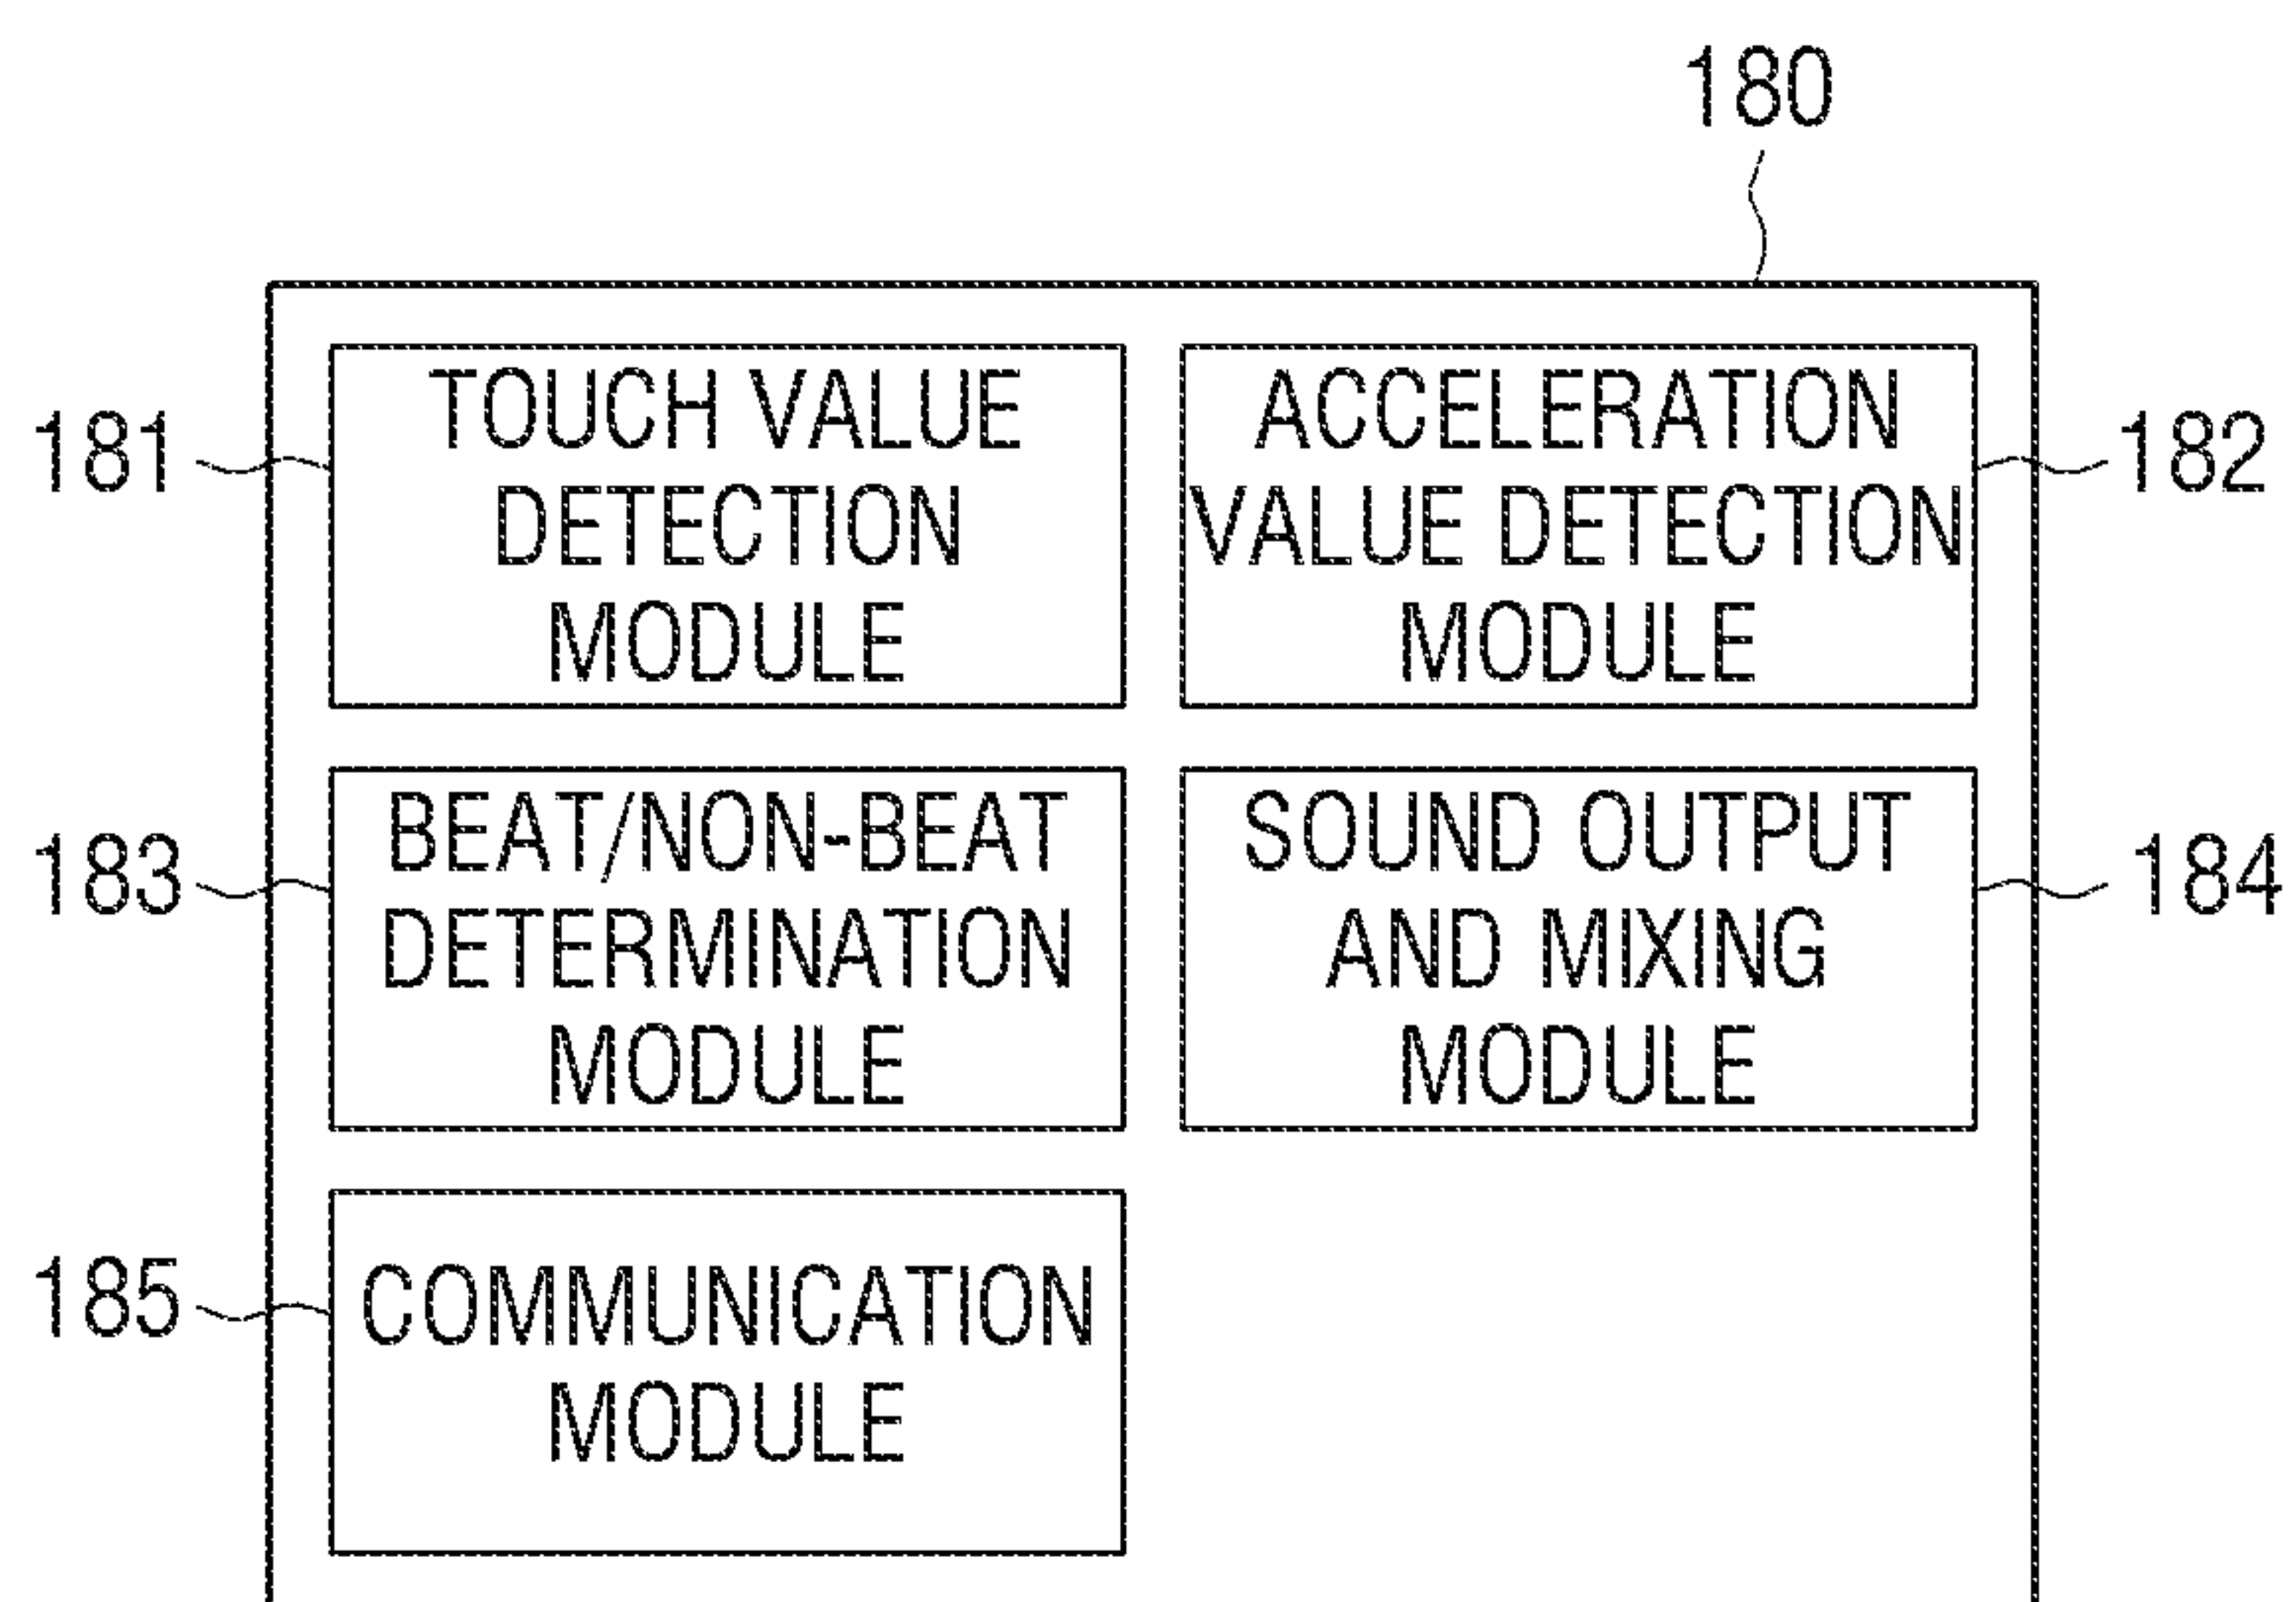 180
181
TOUCH VALUE
DETECTION
MODULE
ACCELERATION
VALUE DETECTION
MODULE
182
183
BEAT/NON-BEAT
DETERMINATION
MODULE
SOUND OUTPUT
AND MIXING
MODULE
184
185
COMMUNICATION
MODULE